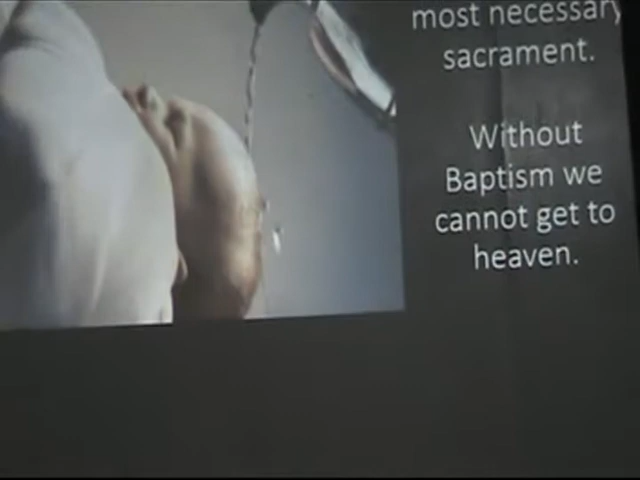 most necessary
sacrament.
Without
Baptism we
cannot get to
heaven.